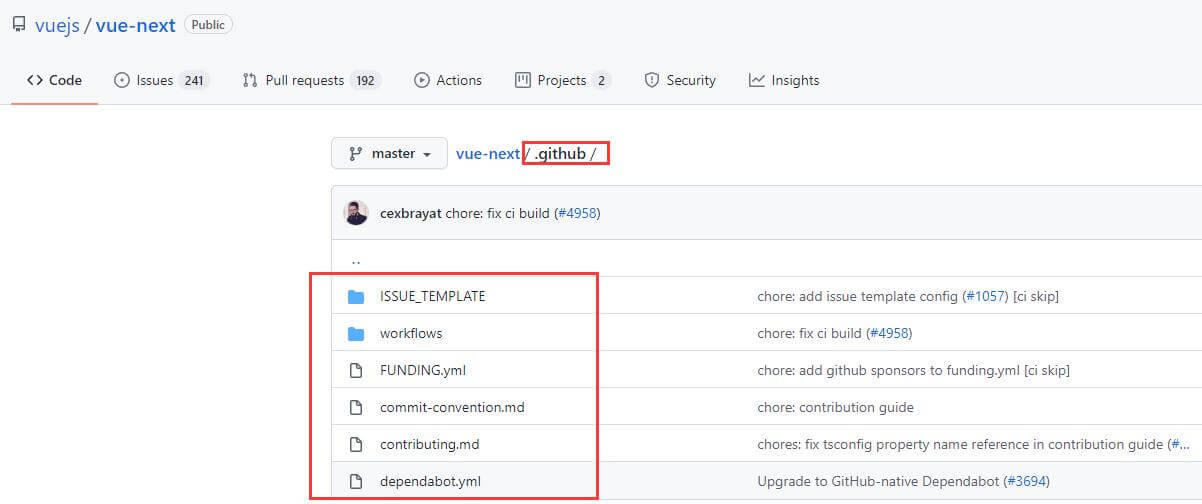 vuejs / vue-next Public
Code Issues 241 Pull requests 192 Actions Projects 2 Security Insights
master vue-next / .github /
cexbrayat chore: fix ci build (#4958)
..
ISSUE_TEMPLATE chore: add issue template config (#1057) [ci skip]
workflows chore: fix ci build (#4958)
FUNDING.yml chore: add github sponsors to funding.yml [ci skip]
commit-convention.md chore: contribution guide
contributing.md chores: fix tsconfig property name reference in contribution guide (#...
dependabot.yml Upgrade to GitHub-native Dependabot (#3694)